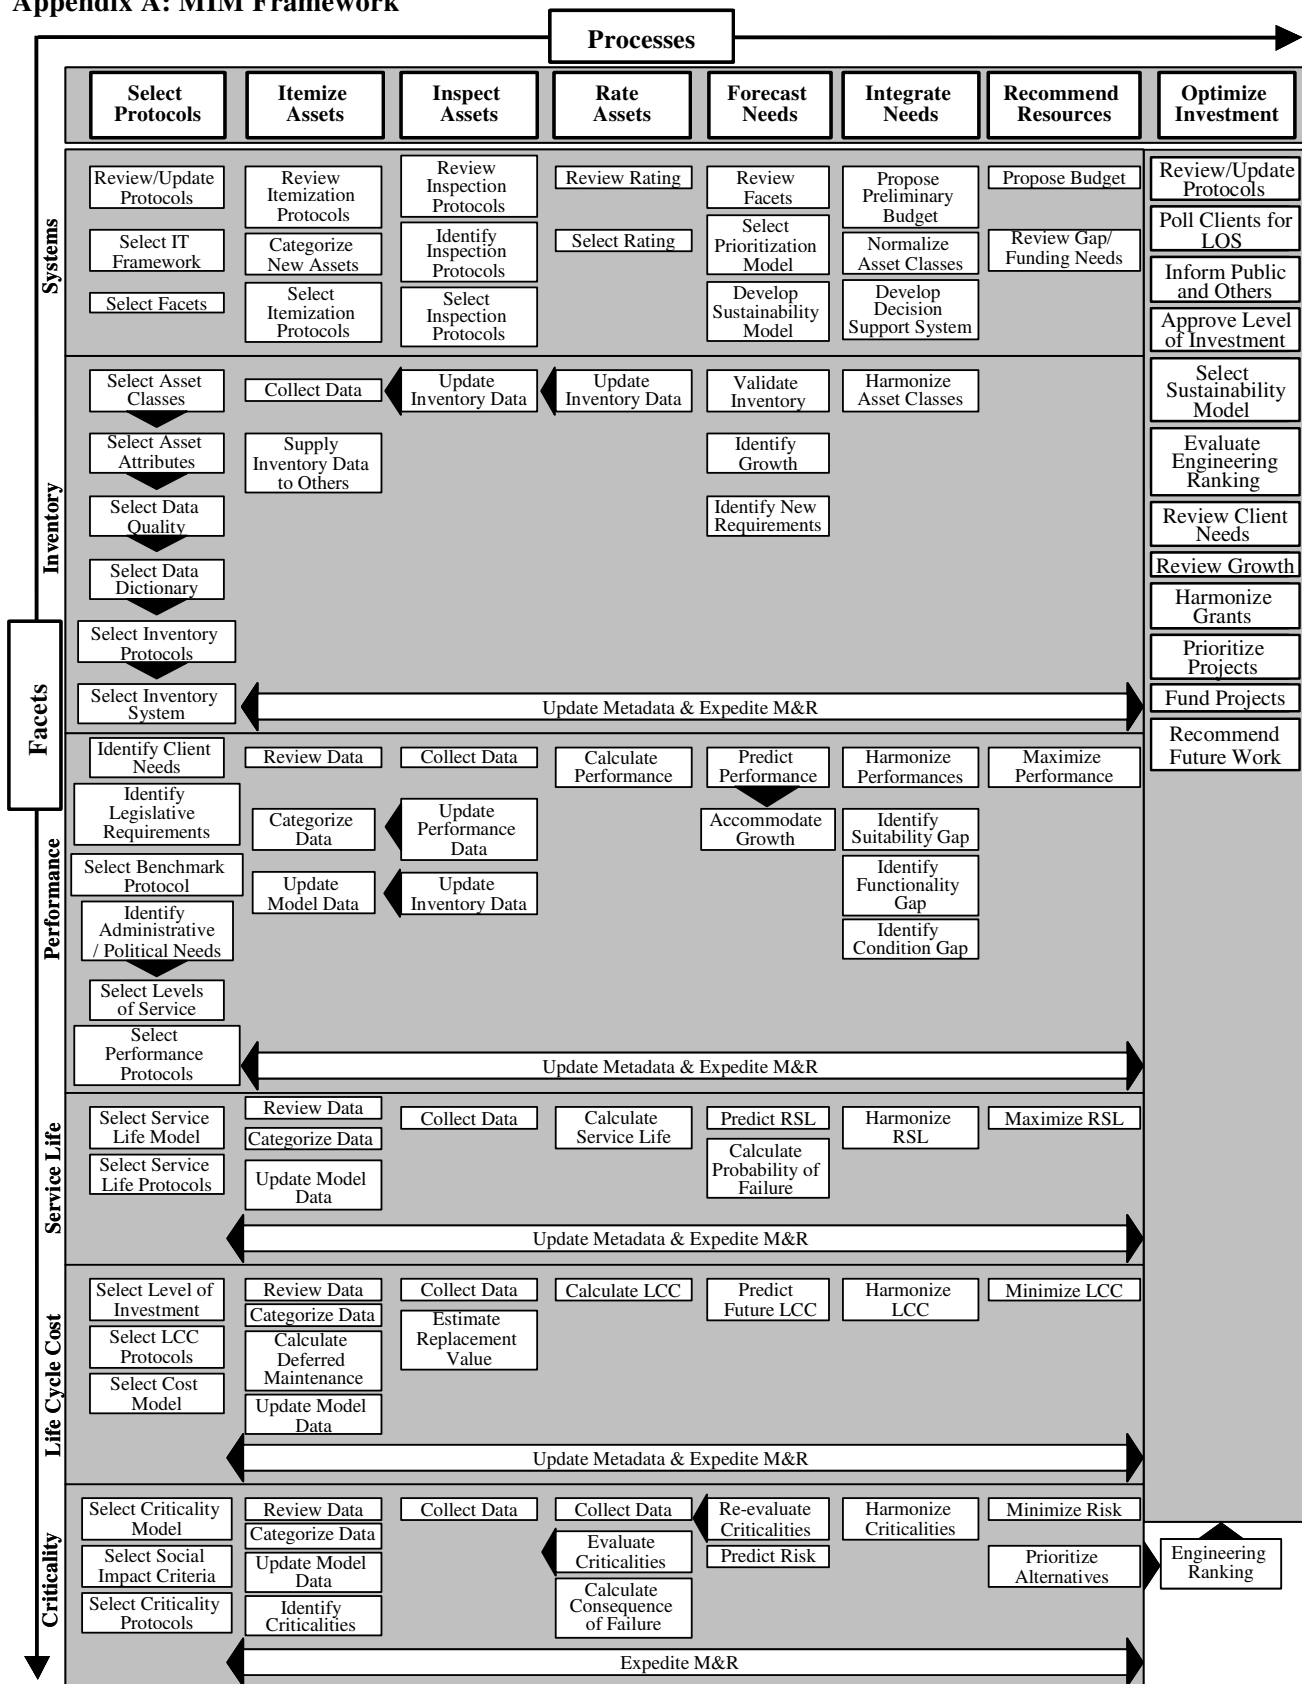 Appendix A: MIM Framework
Processes
Select
Protocols
Itemize
Assets
Inspect
Assets
Rate
Assets
Forecast
Needs
Integrate
Needs
Recommend
Resources
Optimize
Investment
Facets
Systems
Review/Update
Protocols
Select IT
Framework
Select Facets
Review
Itemization
Protocols
Categorize
New Assets
Select
Itemization
Protocols
Review
Inspection
Protocols
Identify
Inspection
Protocols
Select
Inspection
Protocols
Review Rating
Select Rating
Review
Facets
Select
Prioritization
Model
Develop
Sustainability
Model
Propose
Preliminary
Budget
Normalize
Asset Classes
Develop
Decision
Support System
Propose Budget
Review Gap/
Funding Needs
Review/Update
Protocols
Poll Clients for
LOS
Inform Public
and Others
Approve Level
of Investment
Select
Sustainability
Model
Evaluate
Engineering
Ranking
Review Client
Needs
Review Growth
Harmonize
Grants
Prioritize
Projects
Fund Projects
Recommend
Future Work
Inventory
Select Asset
Classes
Select Asset
Attributes
Select Data
Quality
Select Data
Dictionary
Select Inventory
Protocols
Select Inventory
System
Collect Data
Supply
Inventory Data
to Others
Update
Inventory Data
Update
Inventory Data
Validate
Inventory
Identify
Growth
Identify New
Requirements
Harmonize
Asset Classes
Update Metadata & Expedite M&R
Performance
Identify Client
Needs
Identify
Legislative
Requirements
Select Benchmark
Protocol
Identify
Administrative
/ Political Needs
Select Levels
of Service
Select
Performance
Protocols
Review Data
Categorize
Data
Update
Model Data
Collect Data
Update
Performance
Data
Update
Inventory Data
Calculate
Performance
Predict
Performance
Accommodate
Growth
Harmonize
Performances
Identify
Suitability Gap
Identify
Functionality
Gap
Identify
Condition Gap
Maximize
Performance
Update Metadata & Expedite M&R
Service Life
Select Service
Life Model
Select Service
Life Protocols
Review Data
Categorize Data
Update Model
Data
Collect Data
Calculate
Service Life
Predict RSL
Calculate
Probability of
Failure
Harmonize
RSL
Maximize RSL
Update Metadata & Expedite M&R
Life Cycle Cost
Select Level of
Investment
Select LCC
Protocols
Select Cost
Model
Review Data
Categorize Data
Calculate
Deferred
Maintenance
Update Model
Data
Collect Data
Estimate
Replacement
Value
Calculate LCC
Predict
Future LCC
Harmonize
LCC
Minimize LCC
Update Metadata & Expedite M&R
Criticality
Select Criticality
Model
Select Social
Impact Criteria
Select Criticality
Protocols
Review Data
Categorize Data
Update Model
Data
Identify
Criticalities
Collect Data
Collect Data
Evaluate
Criticalities
Calculate
Consequence
of Failure
Re-evaluate
Criticalities
Predict Risk
Harmonize
Criticalities
Minimize Risk
Prioritize
Alternatives
Engineering
Ranking
Expedite M&R